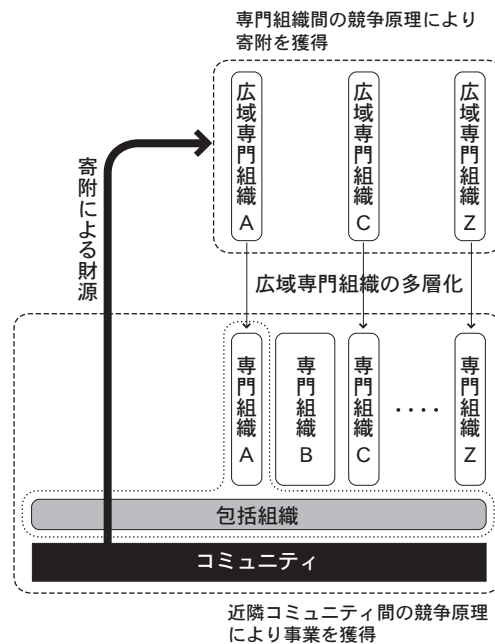 専門組織間の競争原理により
寄附を獲得
広域専門組織A
広域専門組織C
広域専門組織Z
寄附による財源
広域専門組織の多層化
専門組織A
専門組織B
専門組織C
‥‥
専門組織Z
包括組織
コミュニティ
近隣コミュニティ間の競争原理
により事業を獲得